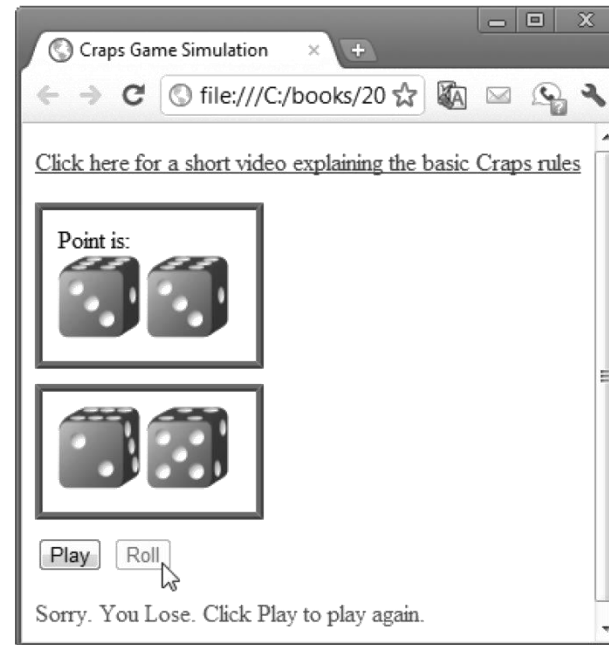 Craps Game Simulation
file:///C:/books/20
Click here for a short video explaining the basic Craps rules
Point is:
Play Roll
Sorry. You Lose. Click Play to play again.